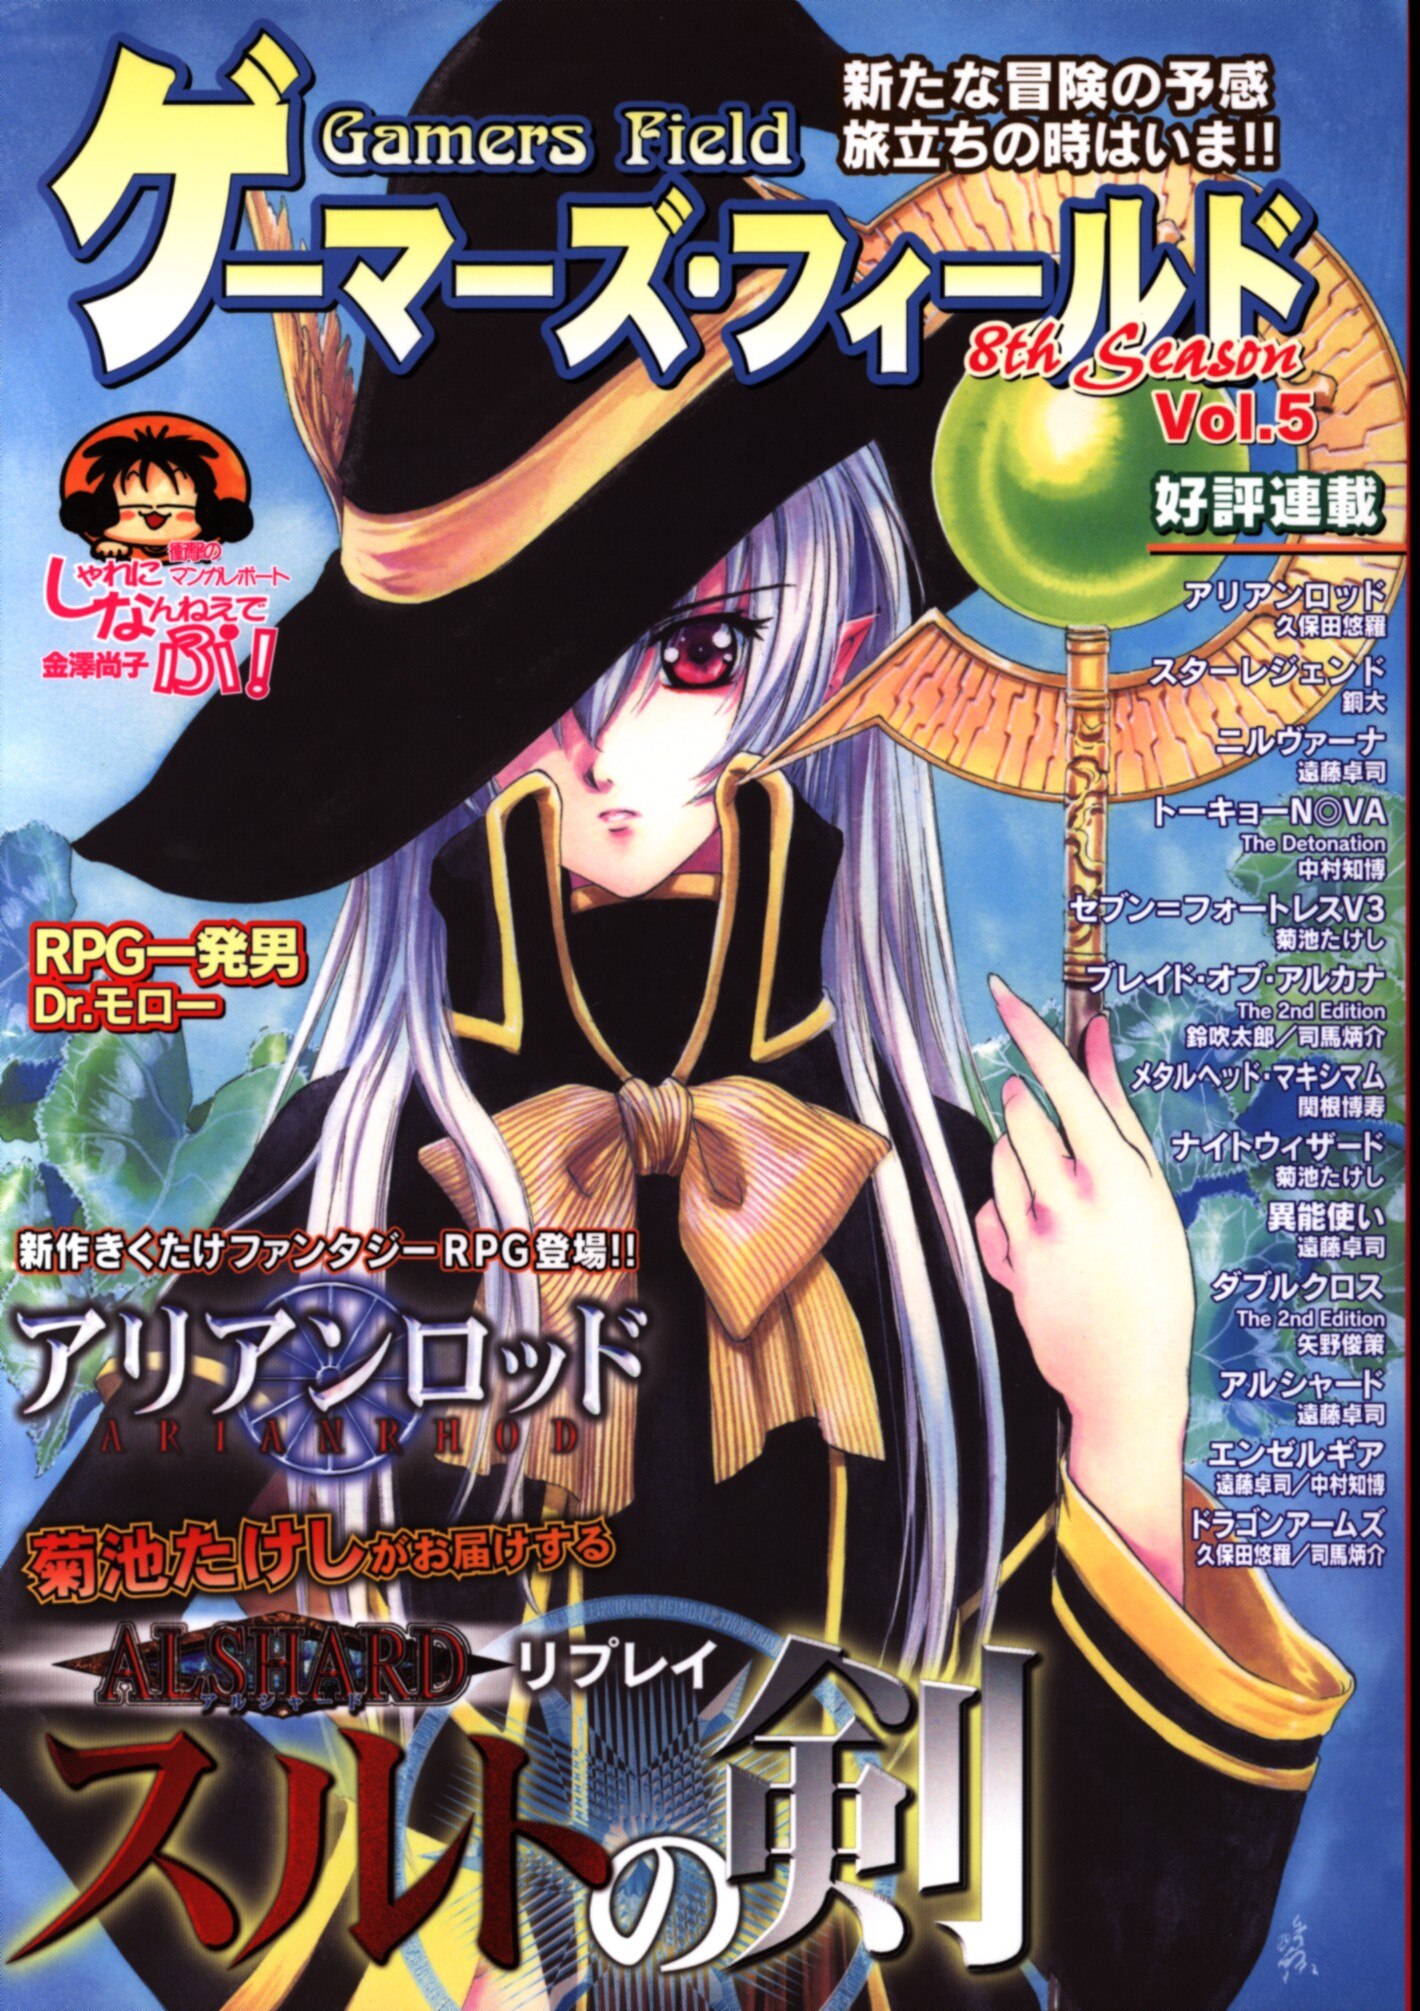 新たな冒険の予感
旅立ちの時はいま!!
Gamers Field
ゲーマーズ・フィールド
8th Season
Vol.5
衝撃の
マンガレポート
しゃれに
なんねえで
ぶぃ!
金澤尚子
好評連載
アリアンロッド
久保田悠羅
スターレジェンド
銅大
ニルヴァーナ
遠藤卓司
トーキョーN◎VA
The Detonation
中村知博
セブン=フォートレスV3
菊池たけし
ブレイド・オブ・アルカナ
The 2nd Edition
鈴吹太郎/司馬炳介
メタルヘッド・マキシマム
関根博寿
ナイトウィザード
菊池たけし
異能使い
遠藤卓司
ダブルクロス
The 2nd Edition
矢野俊策
アルシャード
遠藤卓司
エンゼルギア
遠藤卓司/中村知博
ドラゴンアームズ
久保田悠羅/司馬炳介
RPG一発男
Dr.モロー
新作きくたけファンタジーRPG登場!!
アリアンロッド
ARIANRHOD
菊池たけしがお届けする
ALSHARD
アルシャード
リプレイ
スルトの剣